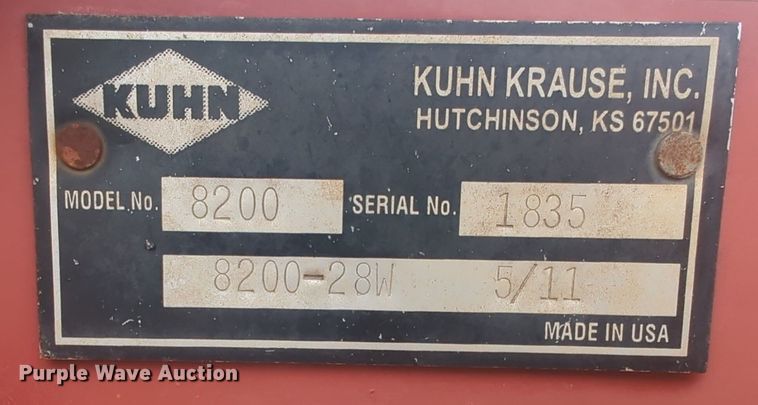 KUHN
KUHN KRAUSE, INC.
HUTCHINSON, KS 67501
MODEL No. 8200 SERIAL No. 1835
8200-28W 5/11
MADE IN USA
Purple Wave Auction